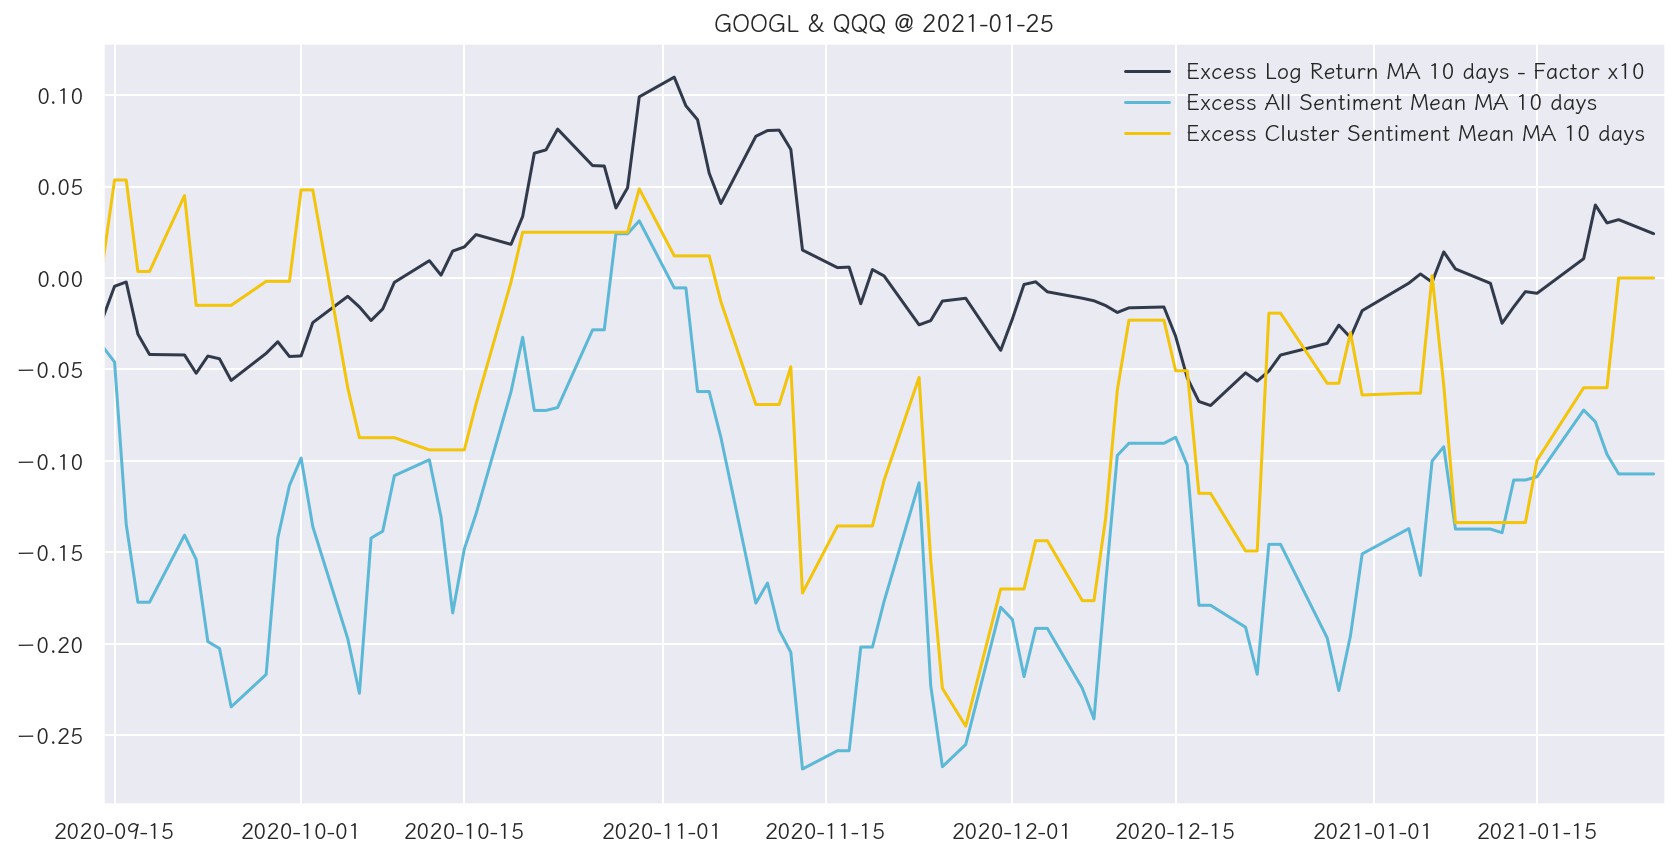 GOOGL & QQQ @ 2021-01-25
Excess Log Return MA 10 days - Factor x10
Excess All Sentiment Mean MA 10 days
Excess Cluster Sentiment Mean MA 10 days
0.10
0.05
0.00
−0.05
−0.10
−0.15
−0.20
−0.25
2020-09-15 2020-10-01 2020-10-15 2020-11-01 2020-11-15 2020-12-01 2020-12-15 2021-01-01 2021-01-15